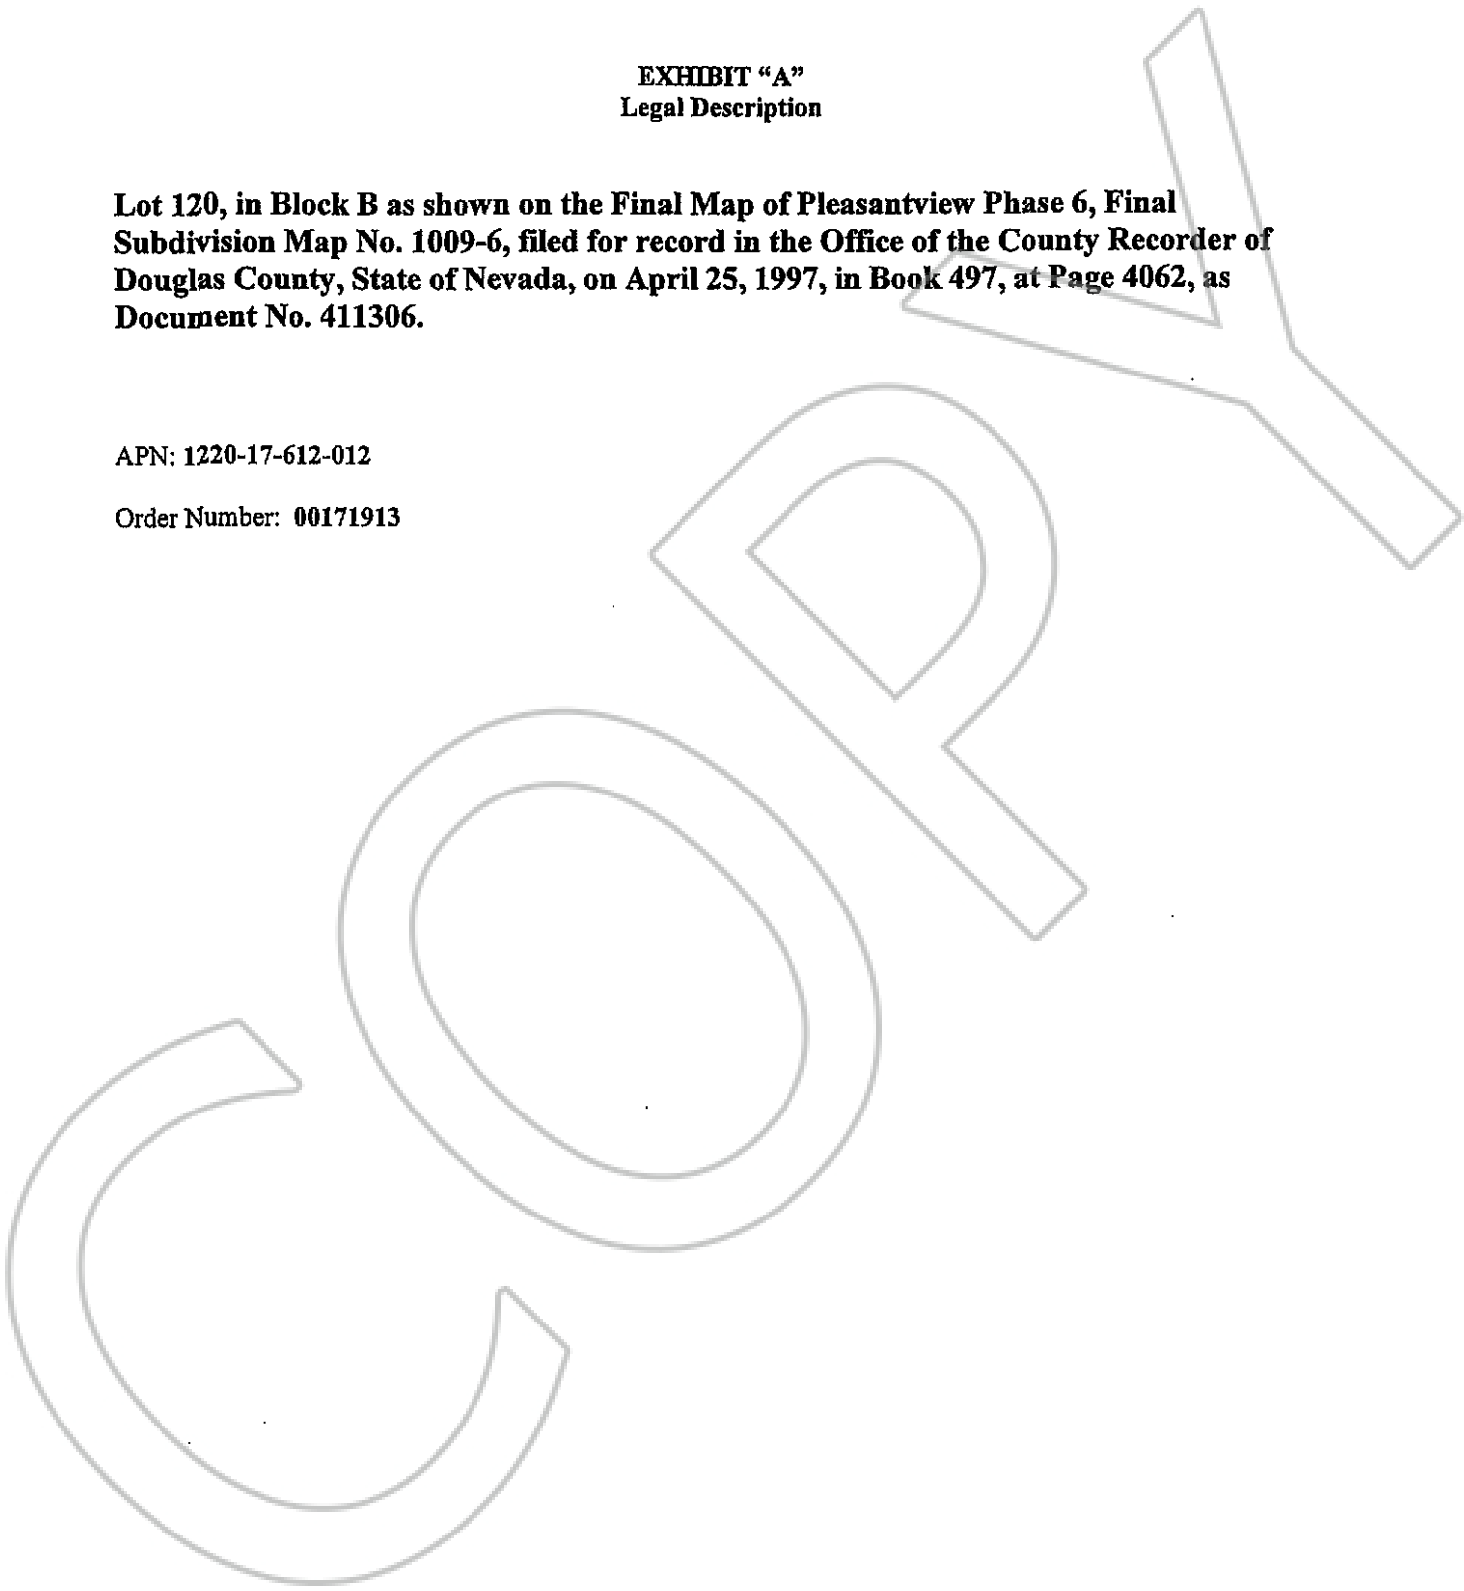 EXHIBIT “A”
Legal Description
Lot 120, in Block B as shown on the Final Map of Pleasantview Phase 6, Final
Subdivision Map No. 1009-6, filed for record in the Office of the County Recorder of
Douglas County, State of Nevada, on April 25, 1997, in Book 497, at Page 4062, as
Document No. 411306.
APN: 1220-17-612-012
Order Number: 00171913
COPY